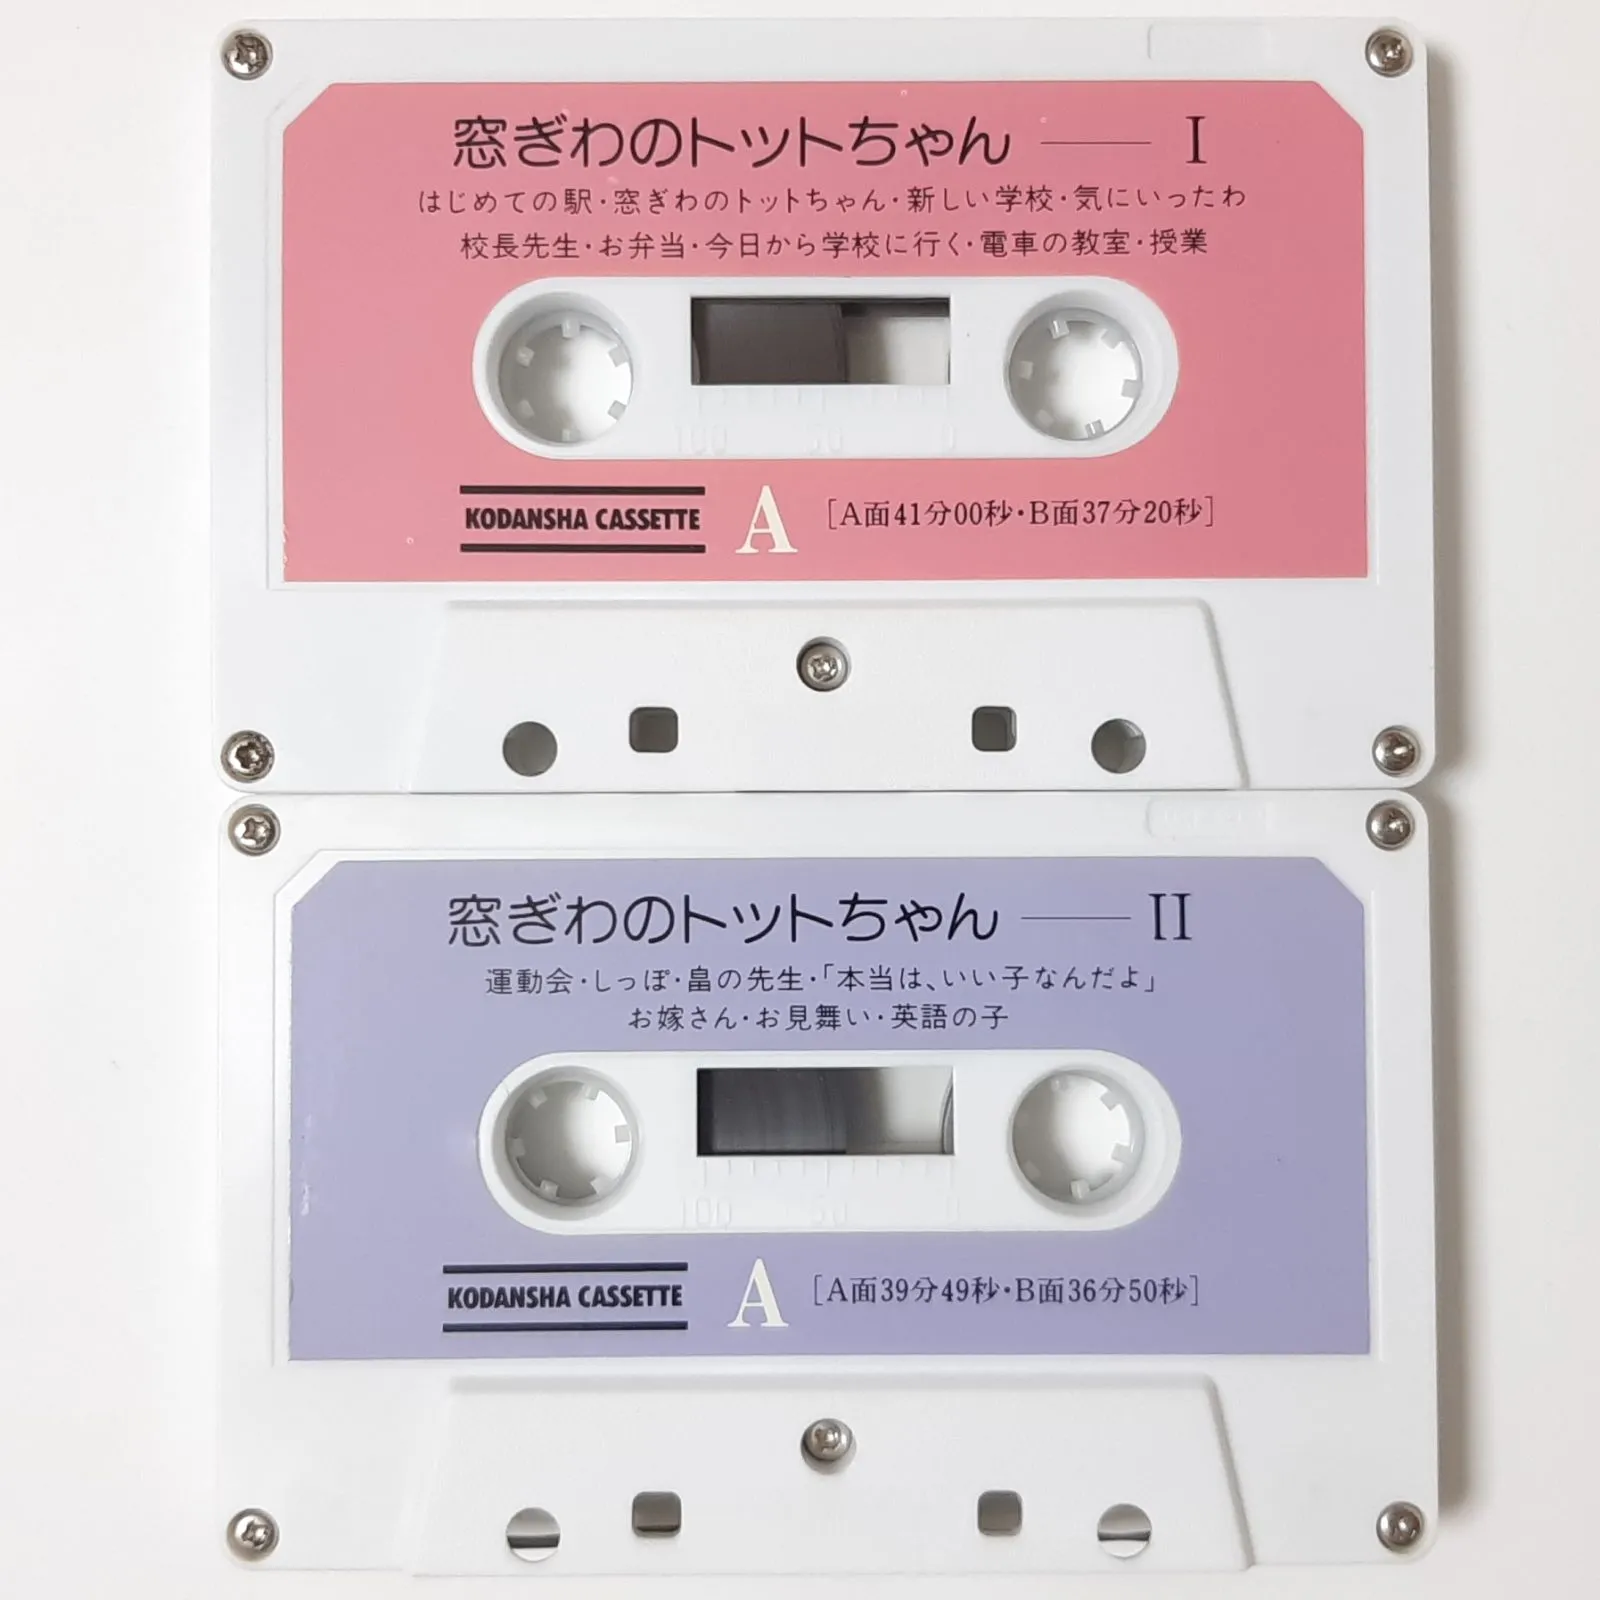 窓ぎわのトットちゃん —— I
はじめての駅・窓ぎわのトットちゃん・新しい学校・気にいったわ
校長先生・お弁当・今日から学校に行く・電車の教室・授業
100 50 0
KODANSHA CASSETTE A [A面41分00秒・B面37分20秒]
窓ぎわのトットちゃん —— II
運動会・しっぽ・畠の先生・「本当は、いい子なんだよ」
お嫁さん・お見舞い・英語の子
100 50 0
KODANSHA CASSETTE A [A面39分49秒・B面36分50秒]